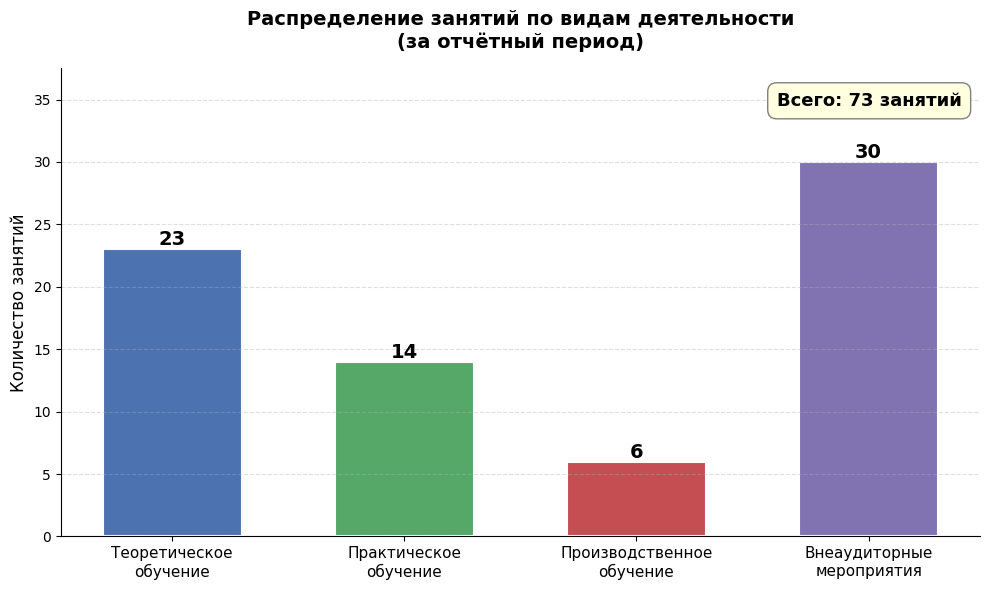 Распределение занятий по видам деятельности
(за отчётный период)
Всего: 73 занятий
Количество занятий
35
30
25
20
15
10
5
0
23
14
6
30
Теоретическое
обучение
Практическое
обучение
Производственное
обучение
Внеаудиторные
мероприятия